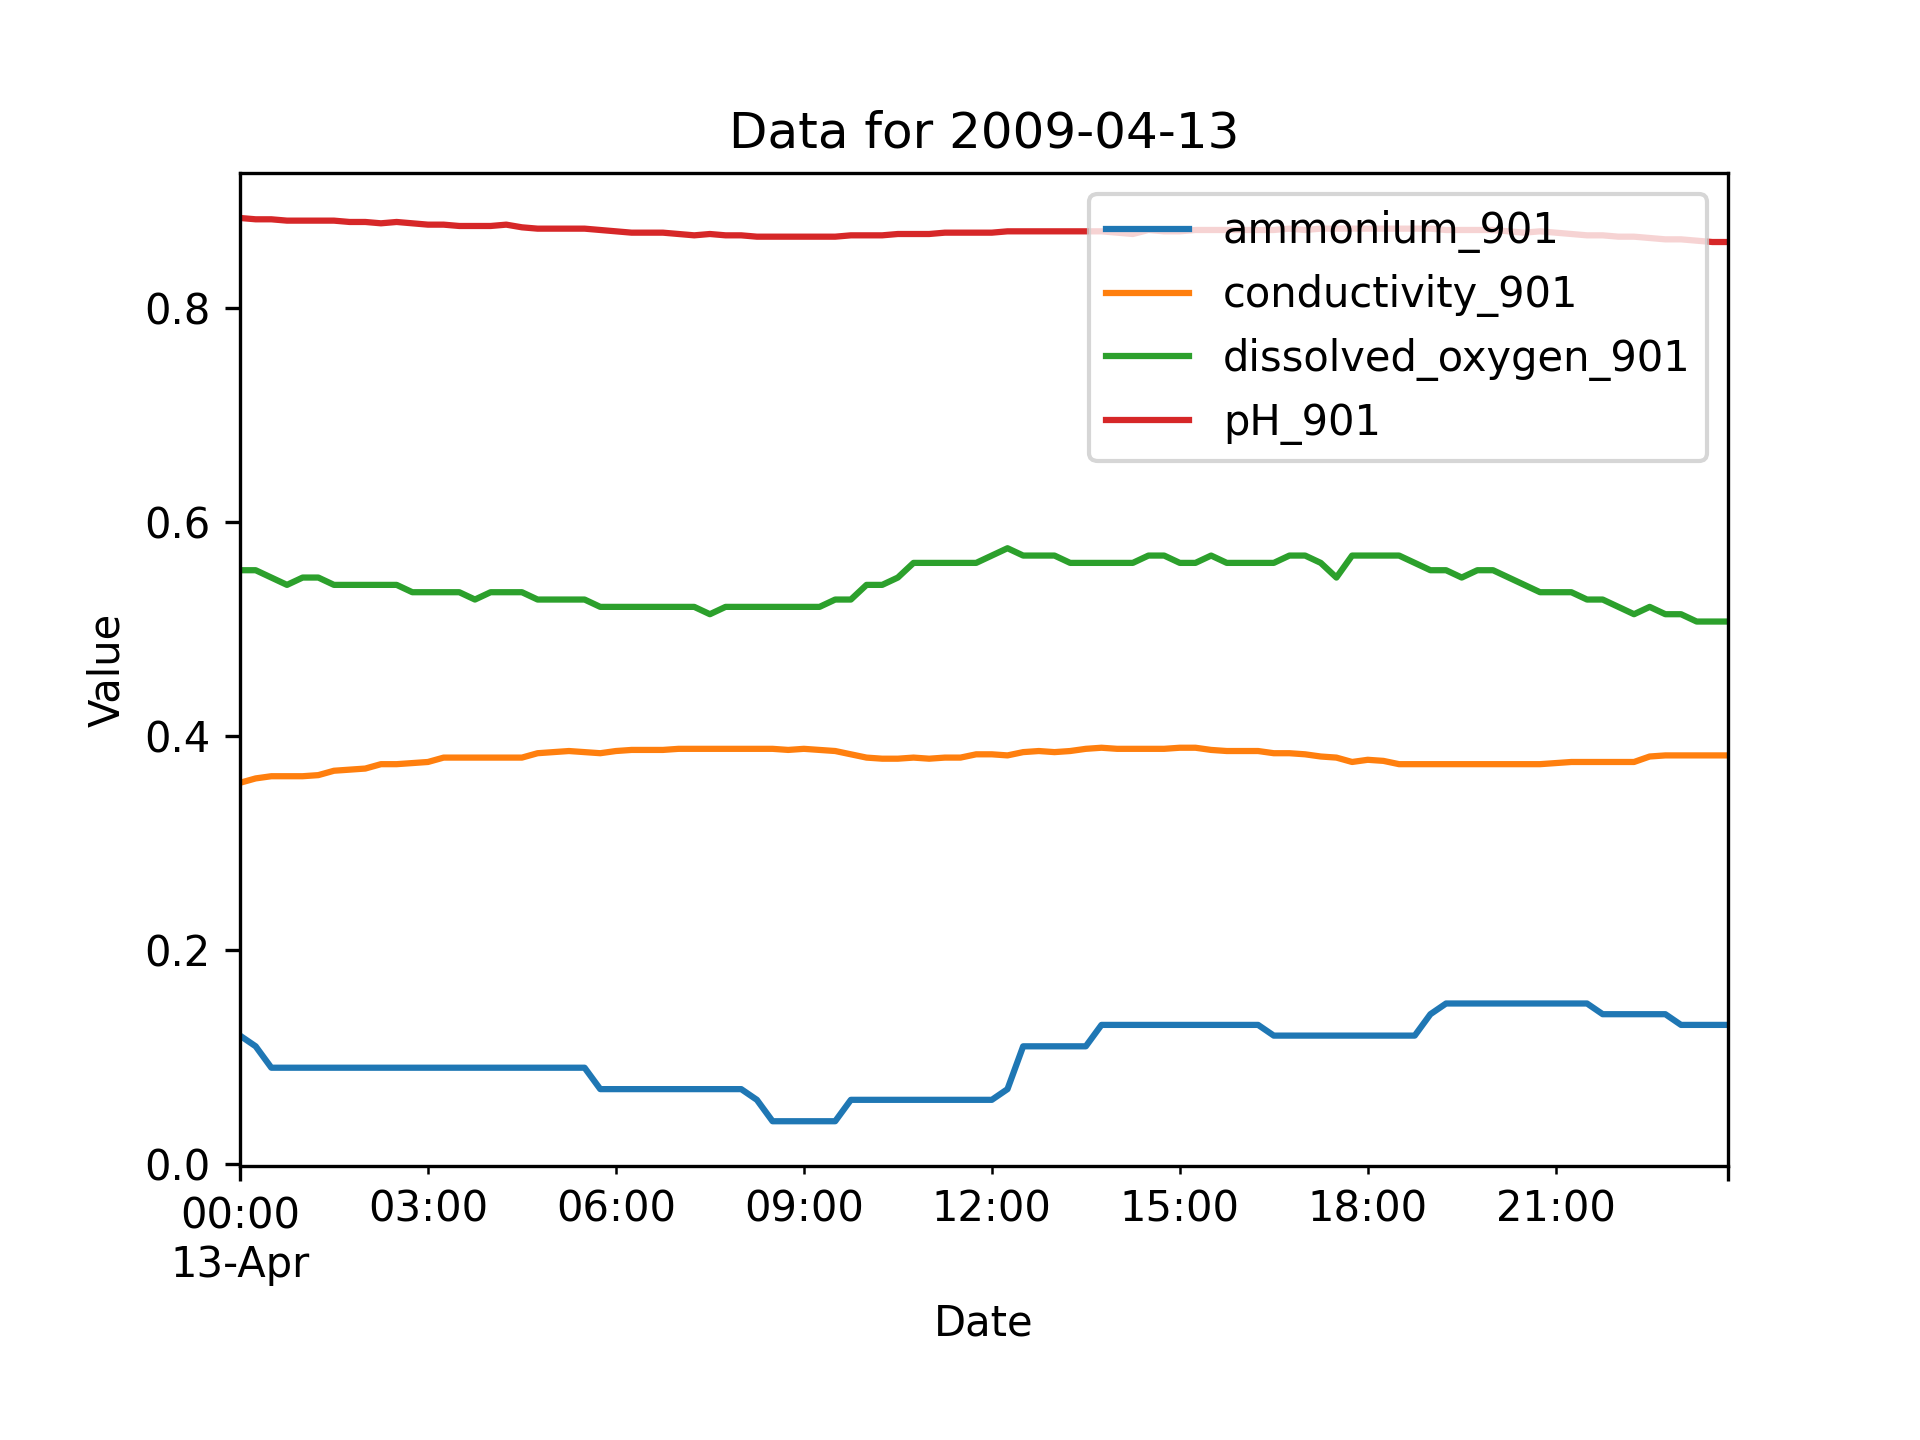 Data for 2009-04-13
ammonium_901
conductivity_901
dissolved_oxygen_901
pH_901
0.8
0.6
0.4
0.2
0.0
Value
00:00 03:00 06:00 09:00 12:00 15:00 18:00 21:00
13-Apr
Date